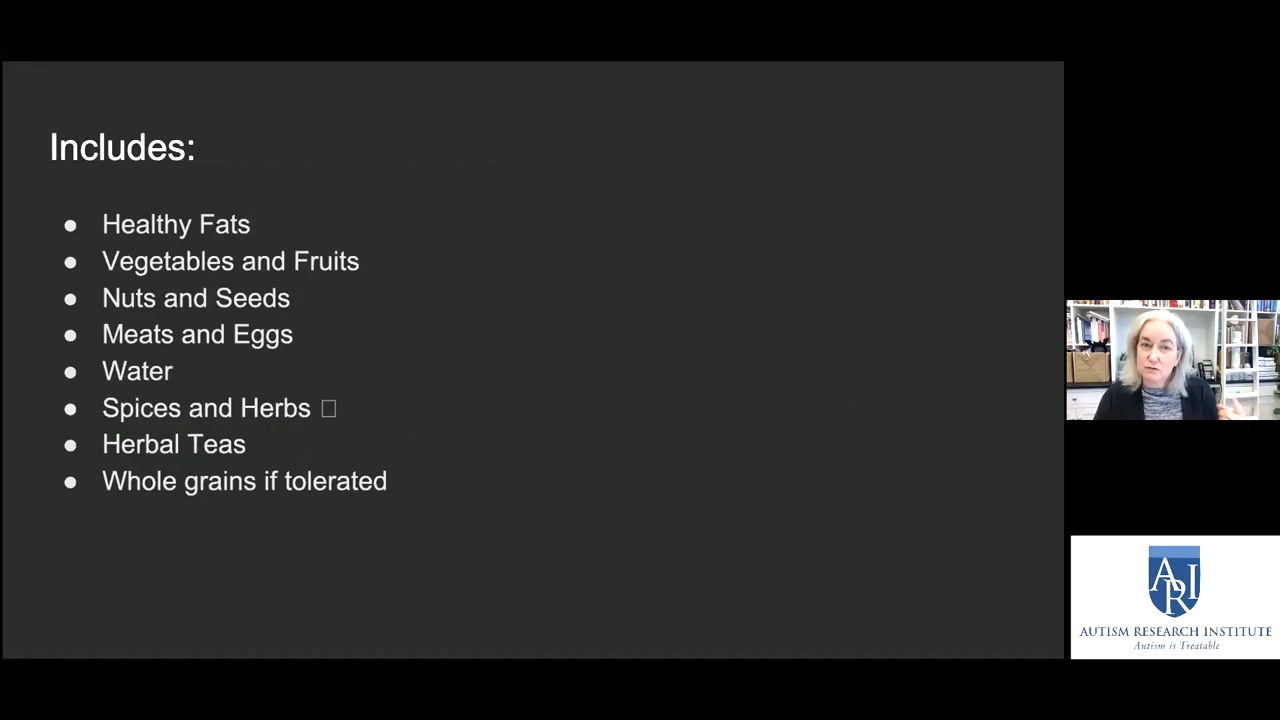 Includes:
● Healthy Fats
● Vegetables and Fruits
● Nuts and Seeds
● Meats and Eggs
● Water
● Spices and Herbs □
● Herbal Teas
● Whole grains if tolerated
ARI
AUTISM RESEARCH INSTITUTE
Autism is Treatable